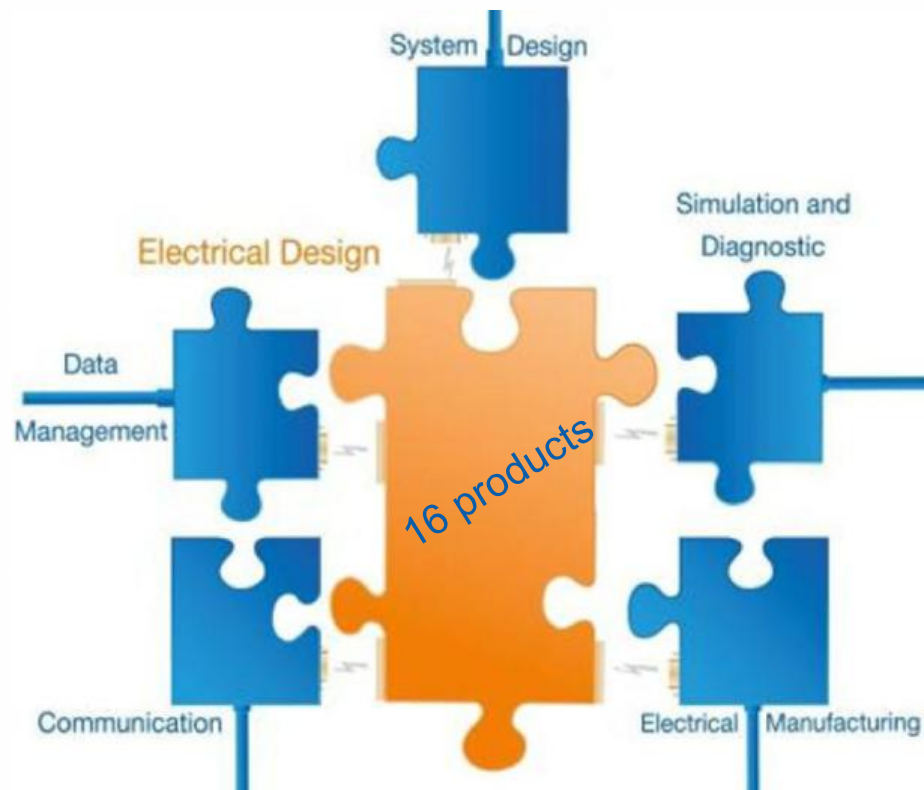 System Design
Simulation and
Diagnostic
Electrical Design
Data
Management
16 products
Communication
Electrical Manufacturing